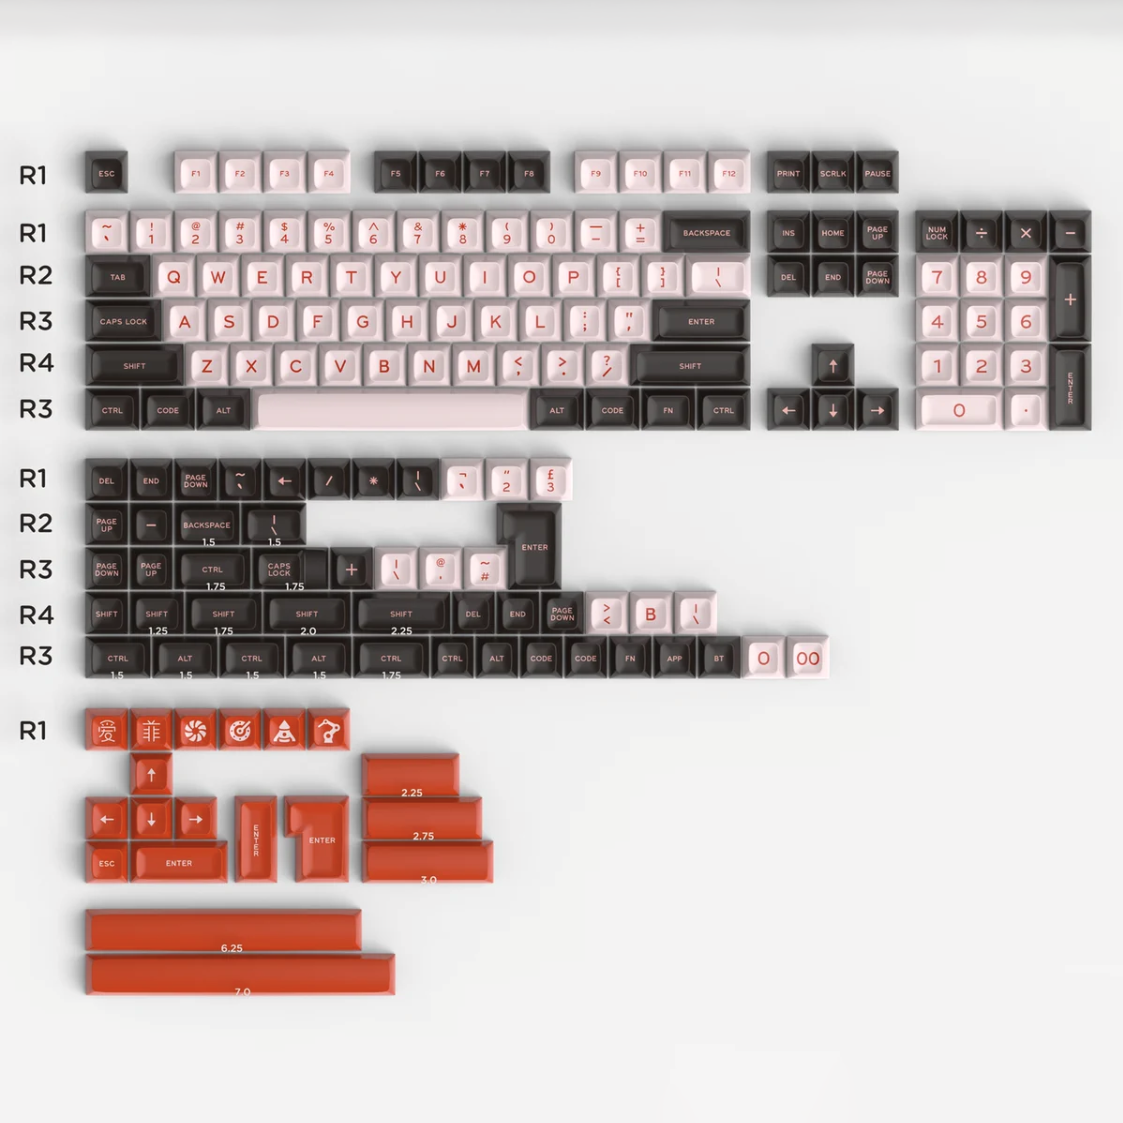 R1 ESC F1 F2 F3 F4 F5 F6 F7 F8 F9 F10 F11 F12 PRINT SCRLK PAUSE
R1 ~ ` ! 1 @ 2 # 3 $ 4 % 5 ^ 6 & 7 * 8 ( 9 ) 0 — - + = BACKSPACE INS HOME PAGE UP NUM LOCK ÷ × −
R2 TAB Q W E R T Y U I O P { [ } ] | \ DEL END PAGE DOWN 7 8 9 +
R3 CAPS LOCK A S D F G H J K L : ; " ' ENTER 4 5 6
R4 SHIFT Z X C V B N M < , > . ? / SHIFT ↑ 1 2 3 ENTER
R3 CTRL CODE ALT ALT CODE FN CTRL ← ↓ → 0 .
R1 DEL END PAGE DOWN ~ ` ← / * | \ ¬ ` " 2 £ 3
R2 PAGE UP − BACKSPACE 1.5 | \ 1.5 ENTER
R3 PAGE DOWN PAGE UP CTRL 1.75 CAPS LOCK 1.75 + | \ @ ' ~ #
R4 SHIFT SHIFT 1.25 SHIFT 1.75 SHIFT 2.0 SHIFT 2.25 DEL END PAGE DOWN > < B | \
R3 CTRL 1.5 ALT 1.5 CTRL 1.5 ALT 1.5 CTRL 1.75 CTRL ALT CODE CODE FN APP BT 0 00
R1 爱
↑
2.25
← ↓ → ENTER ENTER 2.75
ESC ENTER 3.0
6.25
7.0